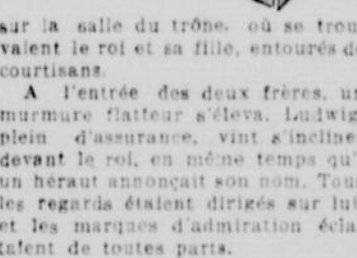 sur la salle du trône, où se trou-
vaient le roi et sa fille, entourés de
courtisans.
A l'entrée des deux frères, un
murmure flatteur s'éleva. Ludwig,
plein d'assurance, vint s'incline
devant le roi, en même temps qu'
un héraut annonçait son nom. Tous
les regards étaient dirigés sur lui
et les marques d'admiration écla
taient de toutes parts.